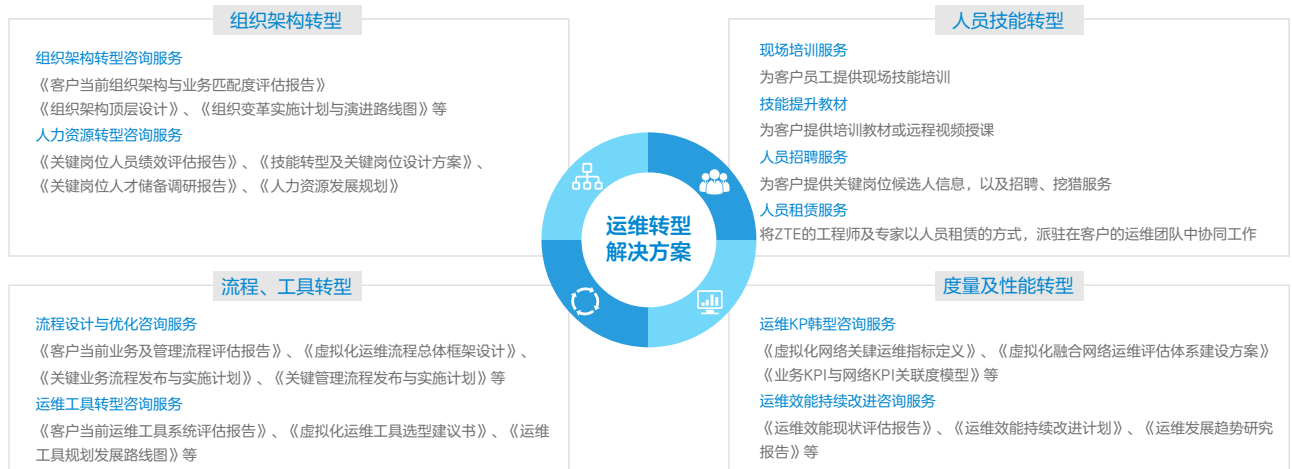 组织架构转型
组织架构转型咨询服务
《客户当前组织架构与业务匹配度评估报告》
《组织架构顶层设计》、《组织变革实施计划与演进路线图》等
人力资源转型咨询服务
《关键岗位人员绩效评估报告》、《技能转型及关键岗位设计方案》、
《关键岗位人才储备调研报告》、《人力资源发展规划》
人员技能转型
现场培训服务
为客户员工提供现场技能培训
技能提升教材
为客户提供培训教材或远程视频授课
人员招聘服务
为客户提供关键岗位候选人信息，以及招聘、挖猎服务
人员租赁服务
将ZTE的工程师及专家以人员租赁的方式，派驻在客户的运维团队中协同工作
运维转型
解决方案
流程、工具转型
流程设计与优化咨询服务
《客户当前业务及管理流程评估报告》、《虚拟化运维流程总体框架设计》、
《关键业务流程发布与实施计划》、《关键管理流程发布与实施计划》等
运维工具转型咨询服务
《客户当前运维工具系统评估报告》、《虚拟化运维工具选型建议书》、《运维
工具规划发展路线图》等
度量及性能转型
运维KP韩型咨询服务
《虚拟化网络关肆运维指标定义》、《虚拟化融合网络运维评估体系建设方案》
《业务KPI与网络KPI关联度模型》等
运维效能持续改进咨询服务
《运维效能现状评估报告》、《运维效能持续改进计划》、《运维发展趋势研究
报告》等